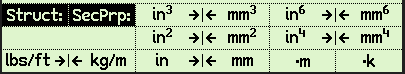 Struct: SecPrp: in³ →|← mm³ in⁶ →|← mm⁶
in² →|← mm² in⁴ →|← mm⁴
lbs/ft →|← kg/m in →|← mm ·m ·k